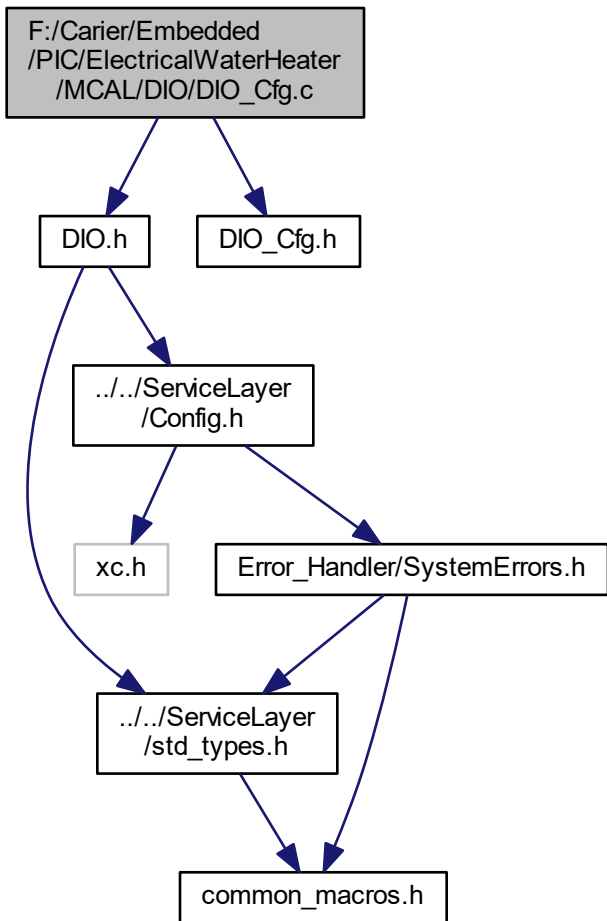 F:/Carier/Embedded
/PIC/ElectricalWaterHeater
/MCAL/DIO/DIO_Cfg.c
DIO.h
DIO_Cfg.h
../../ServiceLayer
/Config.h
xc.h
Error_Handler/SystemErrors.h
../../ServiceLayer
/std_types.h
common_macros.h